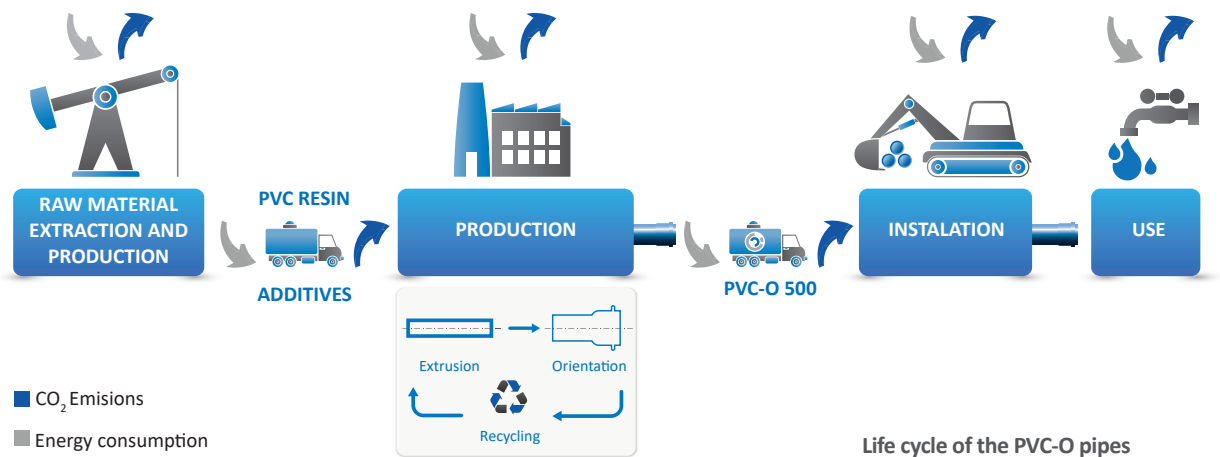 RAW MATERIAL
EXTRACTION AND
PRODUCTION
PVC RESIN
ADDITIVES
PRODUCTION
PVC-O 500
INSTALATION
USE
Extrusion
Orientation
Recycling
CO2 Emisions
Energy consumption
Life cycle of the PVC-O pipes